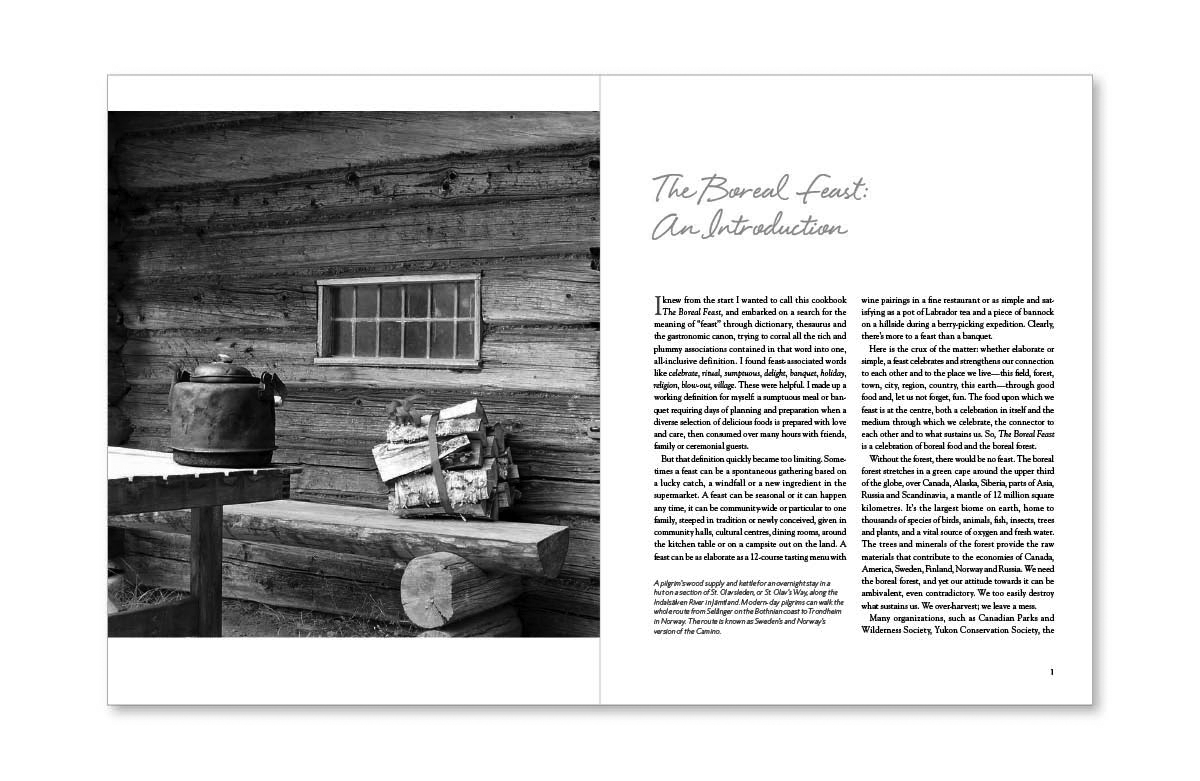 The Boreal Feast:
An Introduction
I knew from the start I wanted to call this cookbook
The Boreal Feast, and embarked on a search for the
meaning of "feast" through dictionary, thesaurus and
the gastronomic canon, trying to corral all the rich and
plummy associations contained in that word into one,
all-inclusive definition. I found feast-associated words
like celebrate, ritual, sumptuous, delight, banquet, holiday,
religion, blow-out, village. These were helpful. I made up a
working definition for myself: a sumptuous meal or ban-
quet requiring days of planning and preparation when a
diverse selection of delicious foods is prepared with love
and care, then consumed over many hours with friends,
family or ceremonial guests.
But that definition quickly became too limiting. Some-
times a feast can be a spontaneous gathering based on
a lucky catch, a windfall or a new ingredient in the
supermarket. A feast can be seasonal or it can happen
any time, it can be community-wide or particular to one
family, steeped in tradition or newly conceived, given in
community halls, cultural centres, dining rooms, around
the kitchen table or on a campsite out on the land. A
feast can be as elaborate as a 12-course tasting menu with
A pilgrim's wood supply and kettle for an overnight stay in a
hut on a section of St. Olavsleden, or St. Olav's Way, along the
Indalsälven River in Jämtland. Modern-day pilgrims can walk the
whole route from Selånger on the Bothnian coast to Trondheim
in Norway. The route is known as Sweden's and Norway's
version of the Camino.
wine pairings in a fine restaurant or as simple and sat-
isfying as a pot of Labrador tea and a piece of bannock
on a hillside during a berry-picking expedition. Clearly,
there's more to a feast than a banquet.
Here is the crux of the matter: whether elaborate or
simple, a feast celebrates and strengthens our connection
to each other and to the place we live—this field, forest,
town, city, region, country, this earth—through good
food and, let us not forget, fun. The food upon which we
feast is at the centre, both a celebration in itself and the
medium through which we celebrate, the connector to
each other and to what sustains us. So, The Boreal Feast
is a celebration of boreal food and the boreal forest.
Without the forest, there would be no feast. The boreal
forest stretches in a green cape around the upper third
of the globe, over Canada, Alaska, Siberia, parts of Asia,
Russia and Scandinavia, a mantle of 12 million square
kilometres. It's the largest biome on earth, home to
thousands of species of birds, animals, fish, insects, trees
and plants, and a vital source of oxygen and fresh water.
The trees and minerals of the forest provide the raw
materials that contribute to the economies of Canada,
America, Sweden, Finland, Norway and Russia. We need
the boreal forest, and yet our attitude towards it can be
ambivalent, even contradictory. We too easily destroy
what sustains us. We over-harvest; we leave a mess.
Many organizations, such as Canadian Parks and
Wilderness Society, Yukon Conservation Society, the
1